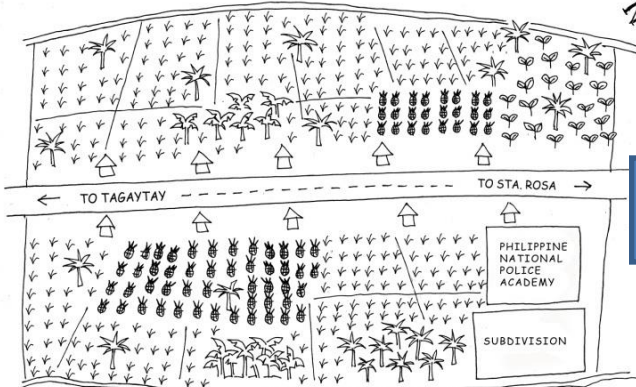 ← TO TAGAYTAY
TO STA. ROSA →
PHILIPPINE
NATIONAL
POLICE
ACADEMY
SUBDIVISION